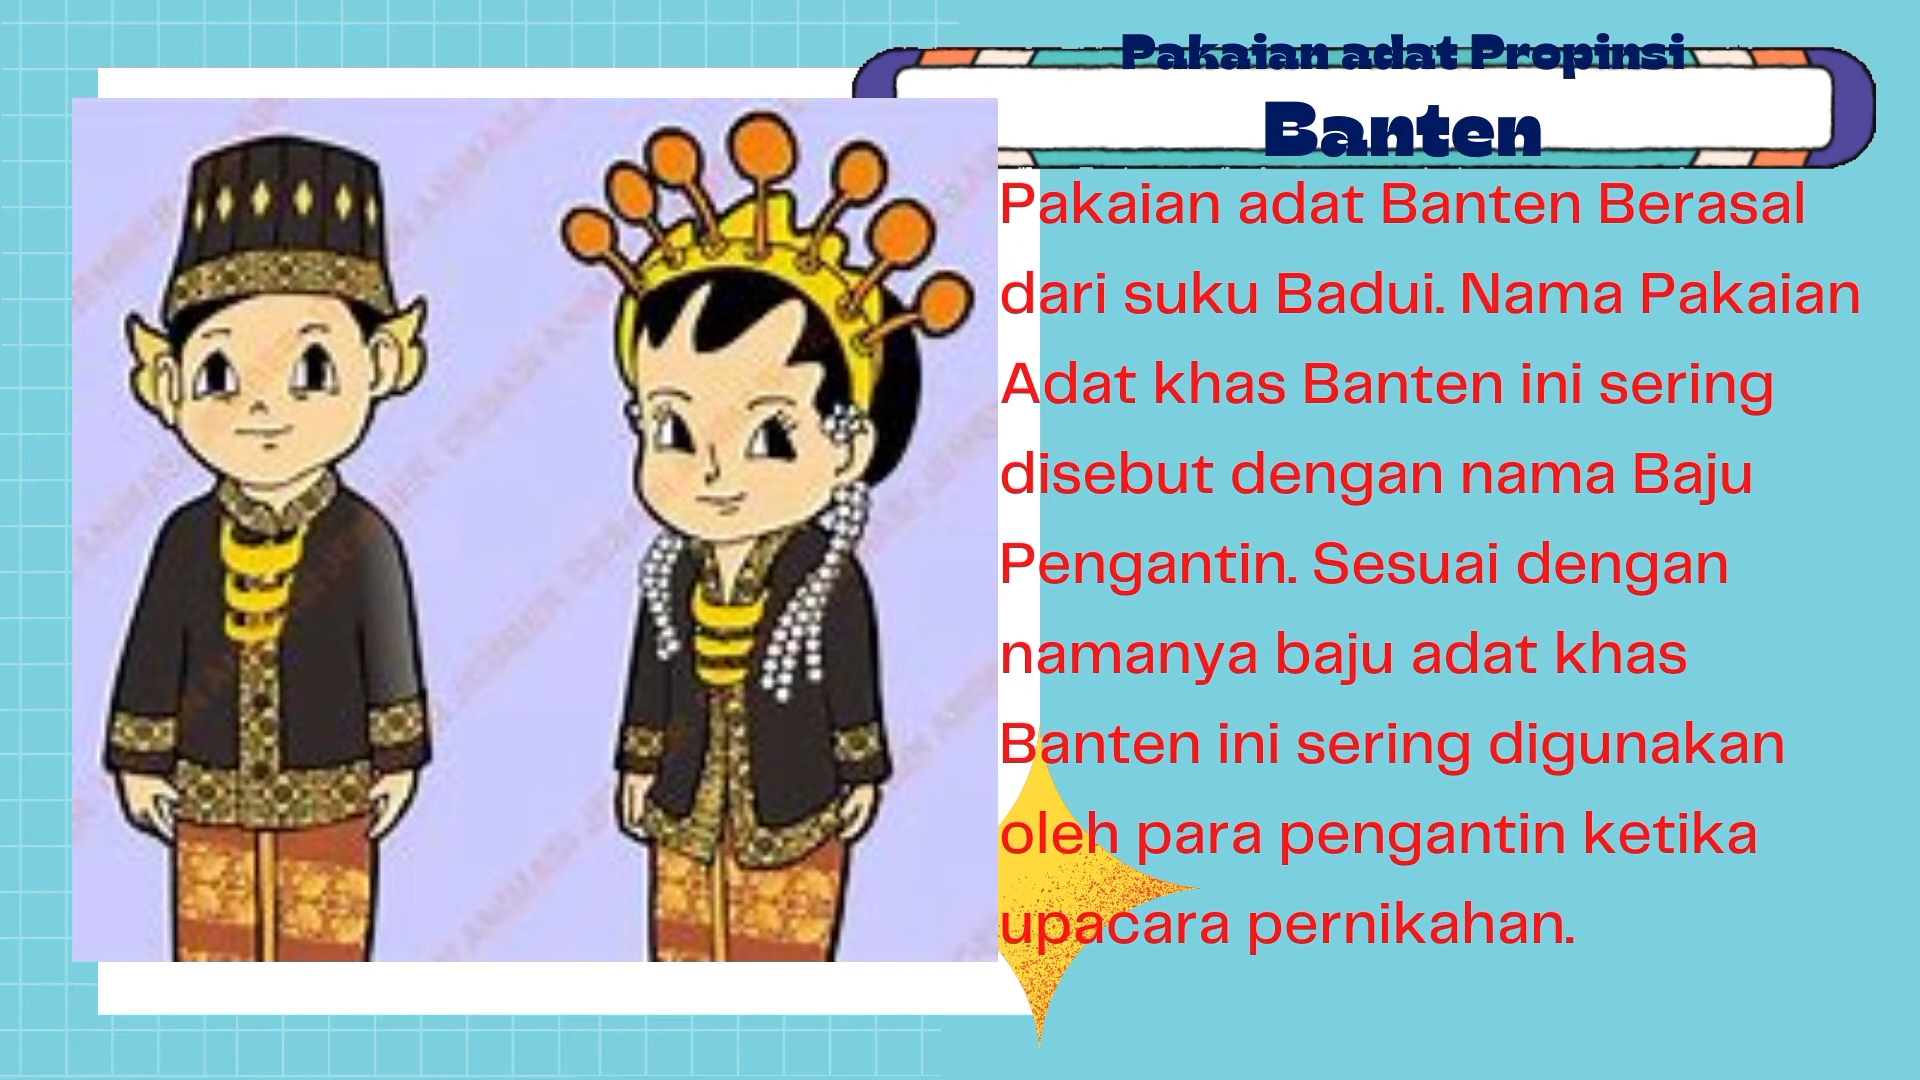 Pakaian adat Propinsi
Banten
Pakaian adat Banten Berasal
dari suku Badui. Nama Pakaian
Adat khas Banten ini sering
disebut dengan nama Baju
Pengantin. Sesuai dengan
namanya baju adat khas
Banten ini sering digunakan
oleh para pengantin ketika
upacara pernikahan.